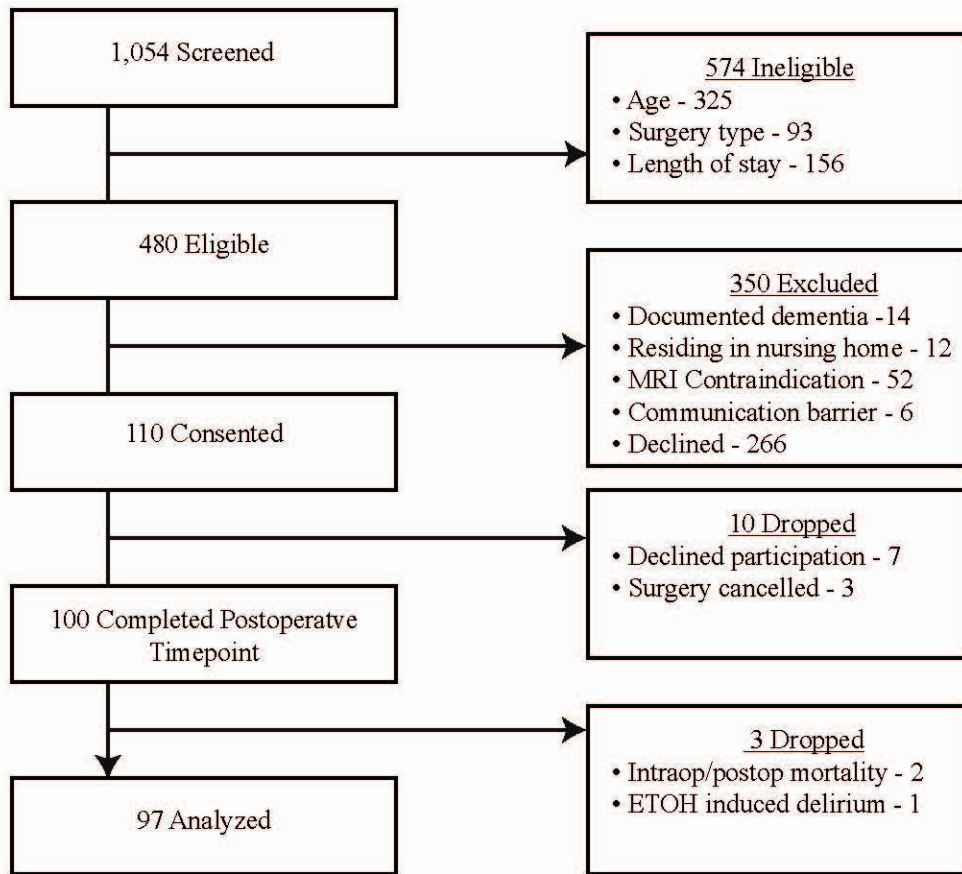 1,054 Screened
574 Ineligible
• Age - 325
• Surgery type - 93
• Length of stay - 156
480 Eligible
350 Excluded
• Documented dementia -14
• Residing in nursing home - 12
• MRI Contraindication - 52
• Communication barrier - 6
• Declined - 266
110 Consented
10 Dropped
• Declined participation - 7
• Surgery cancelled - 3
100 Completed Postoperatve
Timepoint
3 Dropped
• Intraop/postop mortality - 2
• ETOH induced delirium - 1
97 Analyzed